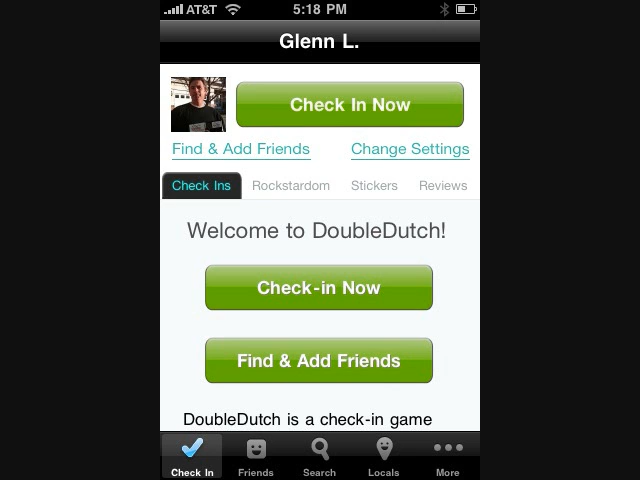 AT&T 5:18 PM
Glenn L.
Check In Now
Find & Add Friends Change Settings
Check Ins Rockstardom Stickers Reviews
Welcome to DoubleDutch!
Check-in Now
Find & Add Friends
DoubleDutch is a check-in game
Check In Friends Search Locals More